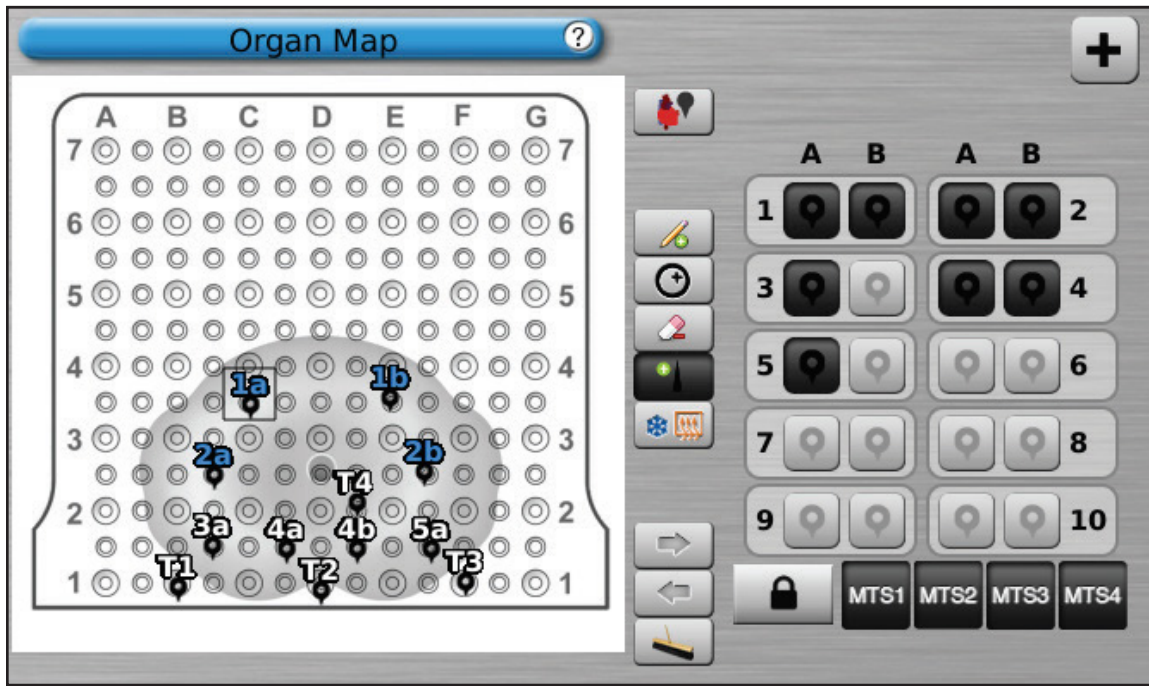 Organ Map ?
A B C D E F G
7 7
6 6
5 5
4 4
1a 1b
3 3
2a 2b
T4
2 2
3a 4a 4b 5a
T1 T2 T3
1 1
A B A B
1 2
3 4
5 6
7 8
9 10
MTS1 MTS2 MTS3 MTS4